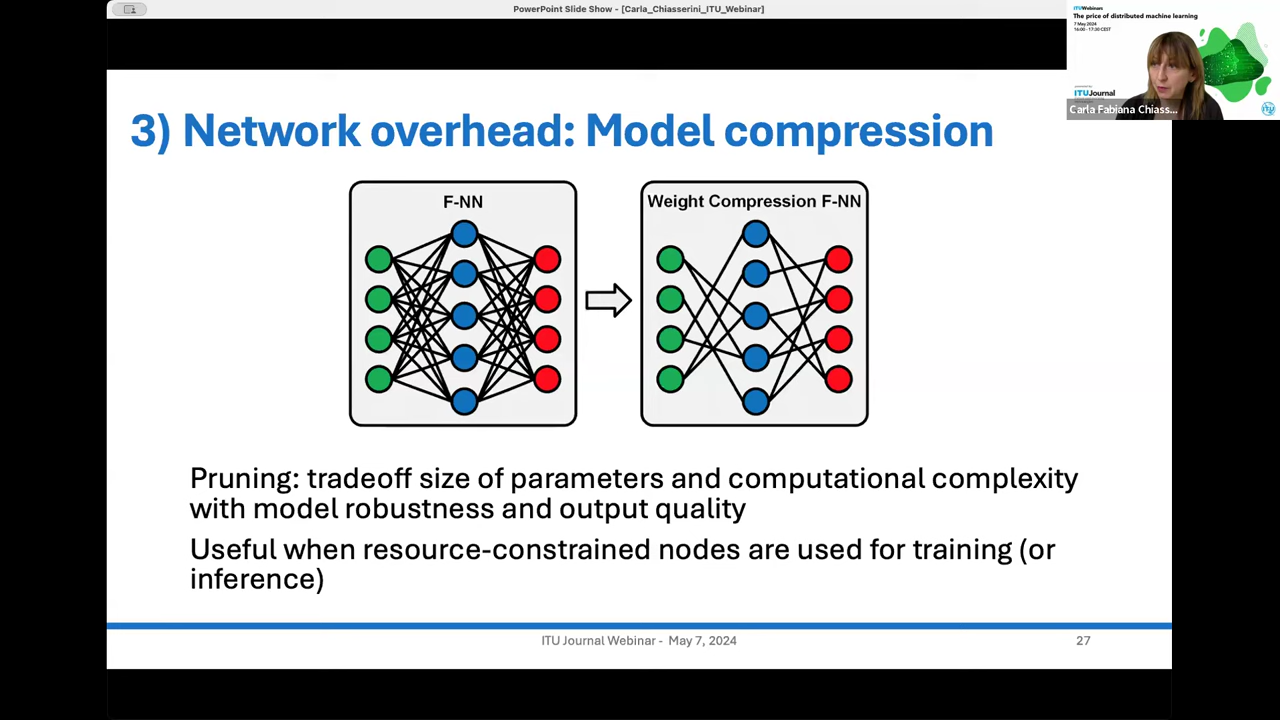 PowerPoint Slide Show - [Carla_Chiasserini_ITU_Webinar]
ITUWebinars
The price of distributed machine learning
7 May 2024
16:00 - 17:30 CEST
ITUJournal
Carla Fabiana Chiass...
3) Network overhead: Model compression
F-NN
Weight Compression F-NN
Pruning: tradeoff size of parameters and computational complexity
with model robustness and output quality
Useful when resource-constrained nodes are used for training (or
inference)
ITU Journal Webinar - May 7, 2024
27